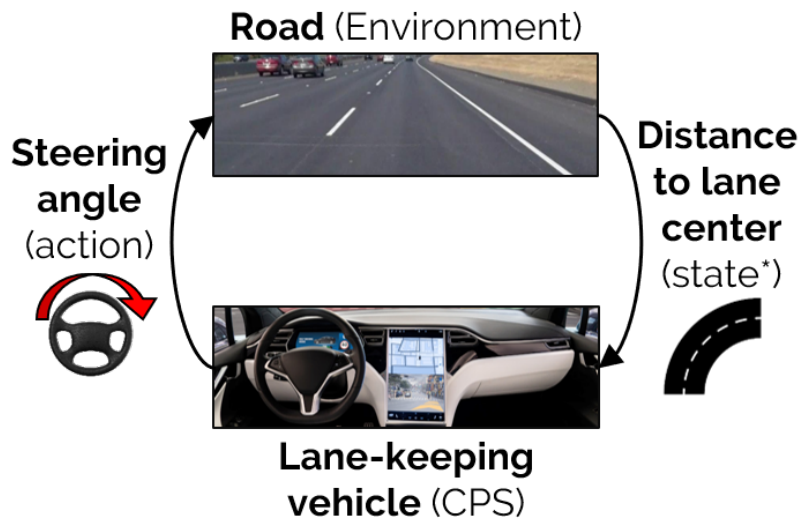 Road (Environment)
Steering
angle
(action)
Distance
to lane
center
(state*)
Lane-keeping
vehicle (CPS)